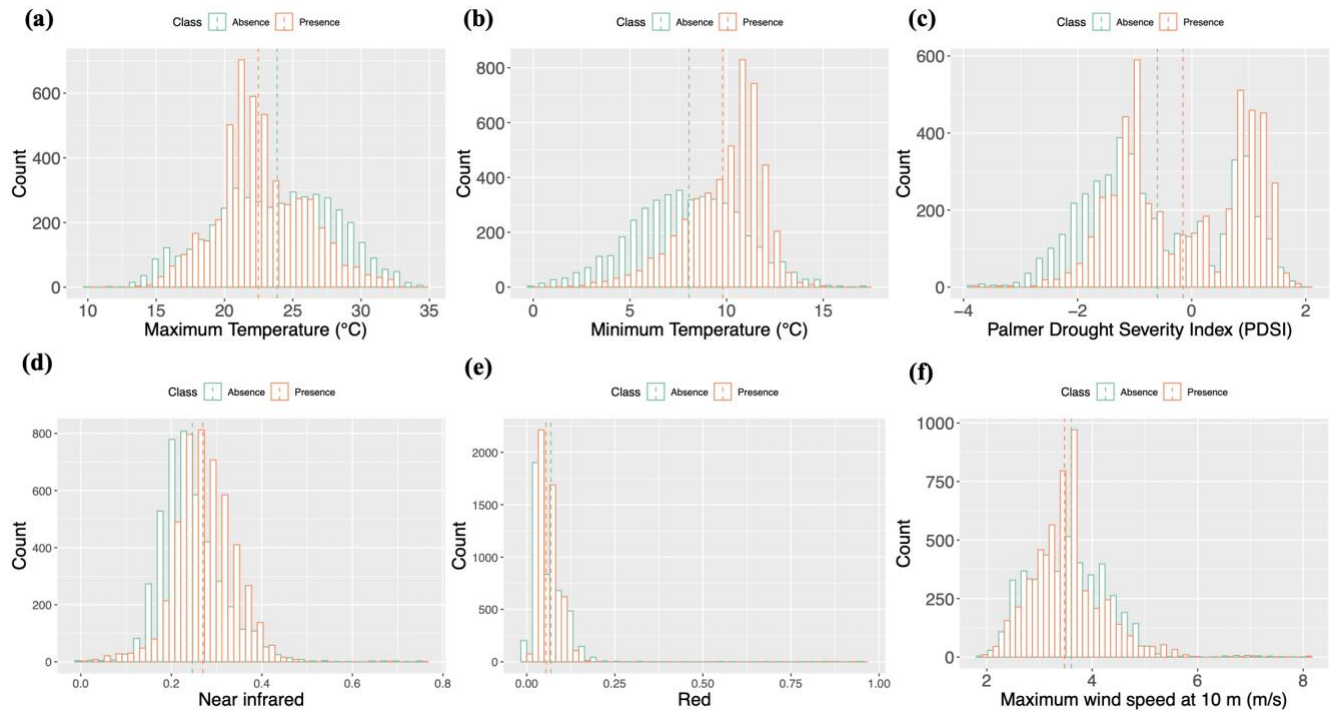 (a)
Class Absence Presence
600
400
200
0
Count
10 15 20 25 30 35
Maximum Temperature (°C)
(b)
Class Absence Presence
800
600
400
200
0
Count
0 5 10 15
Minimum Temperature (°C)
(c)
Class Absence Presence
600
400
200
0
Count
−4 −2 0 2
Palmer Drought Severity Index (PDSI)
(d)
Class Absence Presence
800
600
400
200
0
Count
0.0 0.2 0.4 0.6 0.8
Near infrared
(e)
Class Absence Presence
2000
1500
1000
500
0
Count
0.00 0.25 0.50 0.75 1.00
Red
(f)
Class Absence Presence
1000
750
500
250
0
Count
2 4 6 8
Maximum wind speed at 10 m (m/s)